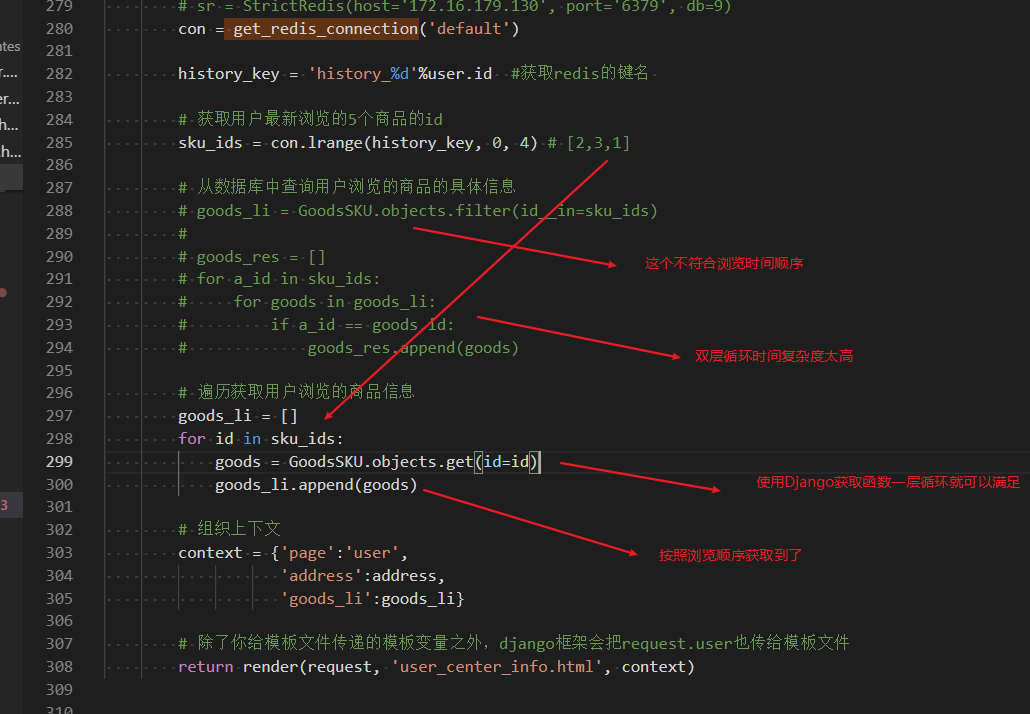 279 # sr = StrictRedis(host='172.16.179.130', port='6379', db=9)
280 con = get_redis_connection('default')
ates
281
r....
282 history_key = 'history_%d'%user.id #获取redis的键名
er...
283
284 # 获取用户最新浏览的5个商品的id
h...
285 sku_ids = con.lrange(history_key, 0, 4) # [2,3,1]
.h...
286
287 # 从数据库中查询用户浏览的商品的具体信息
288 # goods_li = GoodsSKU.objects.filter(id__in=sku_ids)
289 #
290 # goods_res = []
这个不符合浏览时间顺序
291 # for a_id in sku_ids:
292 # for goods in goods_li:
293 # if a_id == goods.id:
294 # goods_res.append(goods)
双层循环时间复杂度太高
295
296 # 遍历获取用户浏览的商品信息
297 goods_li = []
298 for id in sku_ids:
299 goods = GoodsSKU.objects.get(id=id)
使用Django获取函数一层循环就可以满足
300 goods_li.append(goods)
3
301
302 # 组织上下文
303 context = {'page':'user',
按照浏览顺序获取到了
304 'address':address,
305 'goods_li':goods_li}
306
307 # 除了你给模板文件传递的模板变量之外，django框架会把request.user也传给模板文件
308 return render(request, 'user_center_info.html', context)
309
310